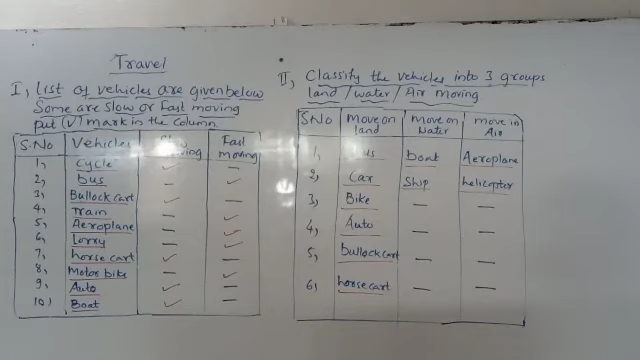 Travel
I, List of vehicles are given below
Some are slow or Fast moving
put (✓) mark in the column
S.No Vehicles Slow moving Fast moving
1, Cycle ✓ —
2, bus — ✓
3, Bullock cart ✓ —
4, Train — ✓
5, Aeroplane — ✓
6, lorry — ✓
7, horse cart ✓ —
8, Motor bike — ✓
9, Auto ✓ —
10) Boat ✓ —
II, Classify the vehicles into 3 groups
land / water / Air moving
S.No move on land move on water move in Air
1, bus boat Aeroplane
2, Car Ship helicopter
3, Bike — —
4, Auto — —
5, bullock cart — —
6, horse cart — —